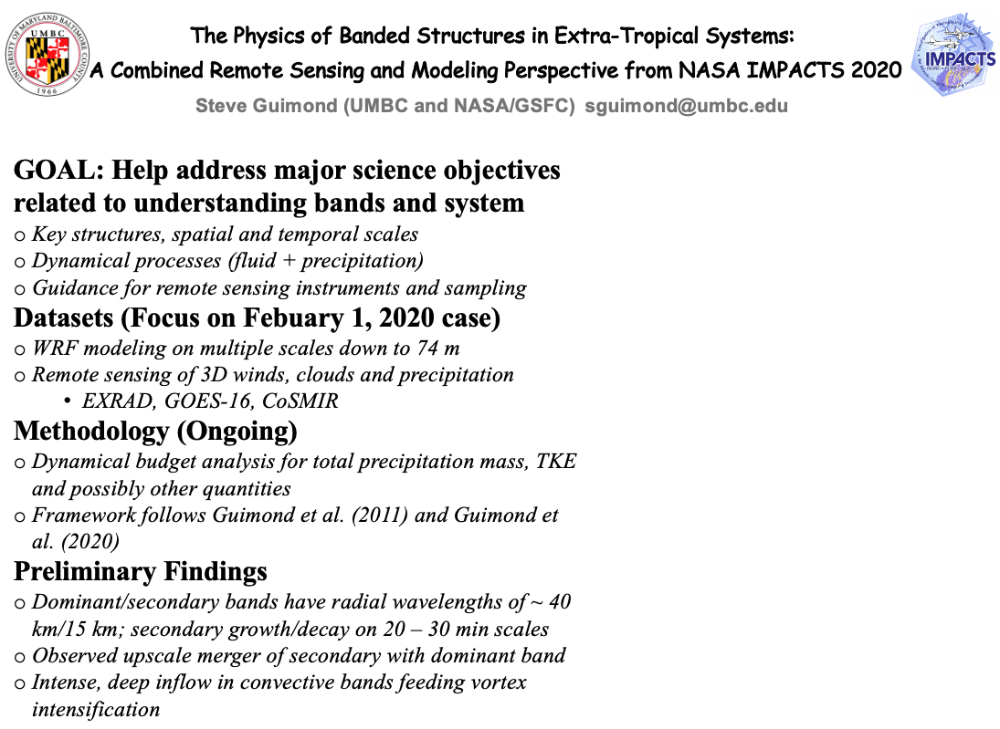 UNIVERSITY OF MARYLAND BALTIMORE COUNTY
UMBC
1966
The Physics of Banded Structures in Extra-Tropical Systems:
A Combined Remote Sensing and Modeling Perspective from NASA IMPACTS 2020
IMPACTS
Steve Guimond (UMBC and NASA/GSFC) sguimond@umbc.edu
GOAL: Help address major science objectives
related to understanding bands and system
o Key structures, spatial and temporal scales
o Dynamical processes (fluid + precipitation)
o Guidance for remote sensing instruments and sampling
Datasets (Focus on Febuary 1, 2020 case)
o WRF modeling on multiple scales down to 74 m
o Remote sensing of 3D winds, clouds and precipitation
• EXRAD, GOES-16, CoSMIR
Methodology (Ongoing)
o Dynamical budget analysis for total precipitation mass, TKE
and possibly other quantities
o Framework follows Guimond et al. (2011) and Guimond et
al. (2020)
Preliminary Findings
o Dominant/secondary bands have radial wavelengths of ~ 40
km/15 km; secondary growth/decay on 20 – 30 min scales
o Observed upscale merger of secondary with dominant band
o Intense, deep inflow in convective bands feeding vortex
intensification